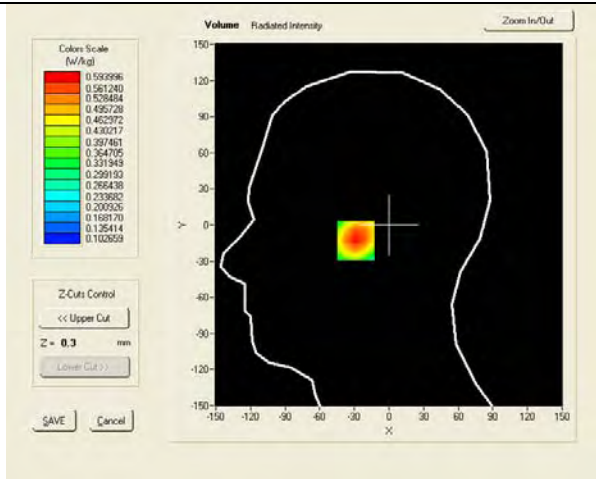 Volume Radiated Intensity
Zoom In/Out
Colors Scale
(W/kg)
0.593996
0.561240
0.528484
0.495728
0.462972
0.430217
0.397461
0.364705
0.331949
0.299193
0.266438
0.233682
0.200926
0.168170
0.135414
0.102659
Z-Cuts Control
<< Upper Cut
Z = 0.3 mm
Lower Cut >>
SAVE Cancel
150
120
90
60
30
0
-30
-60
-90
-120
-150
Y
-150 -120 -90 -60 -30 0 30 60 90 120 150
X